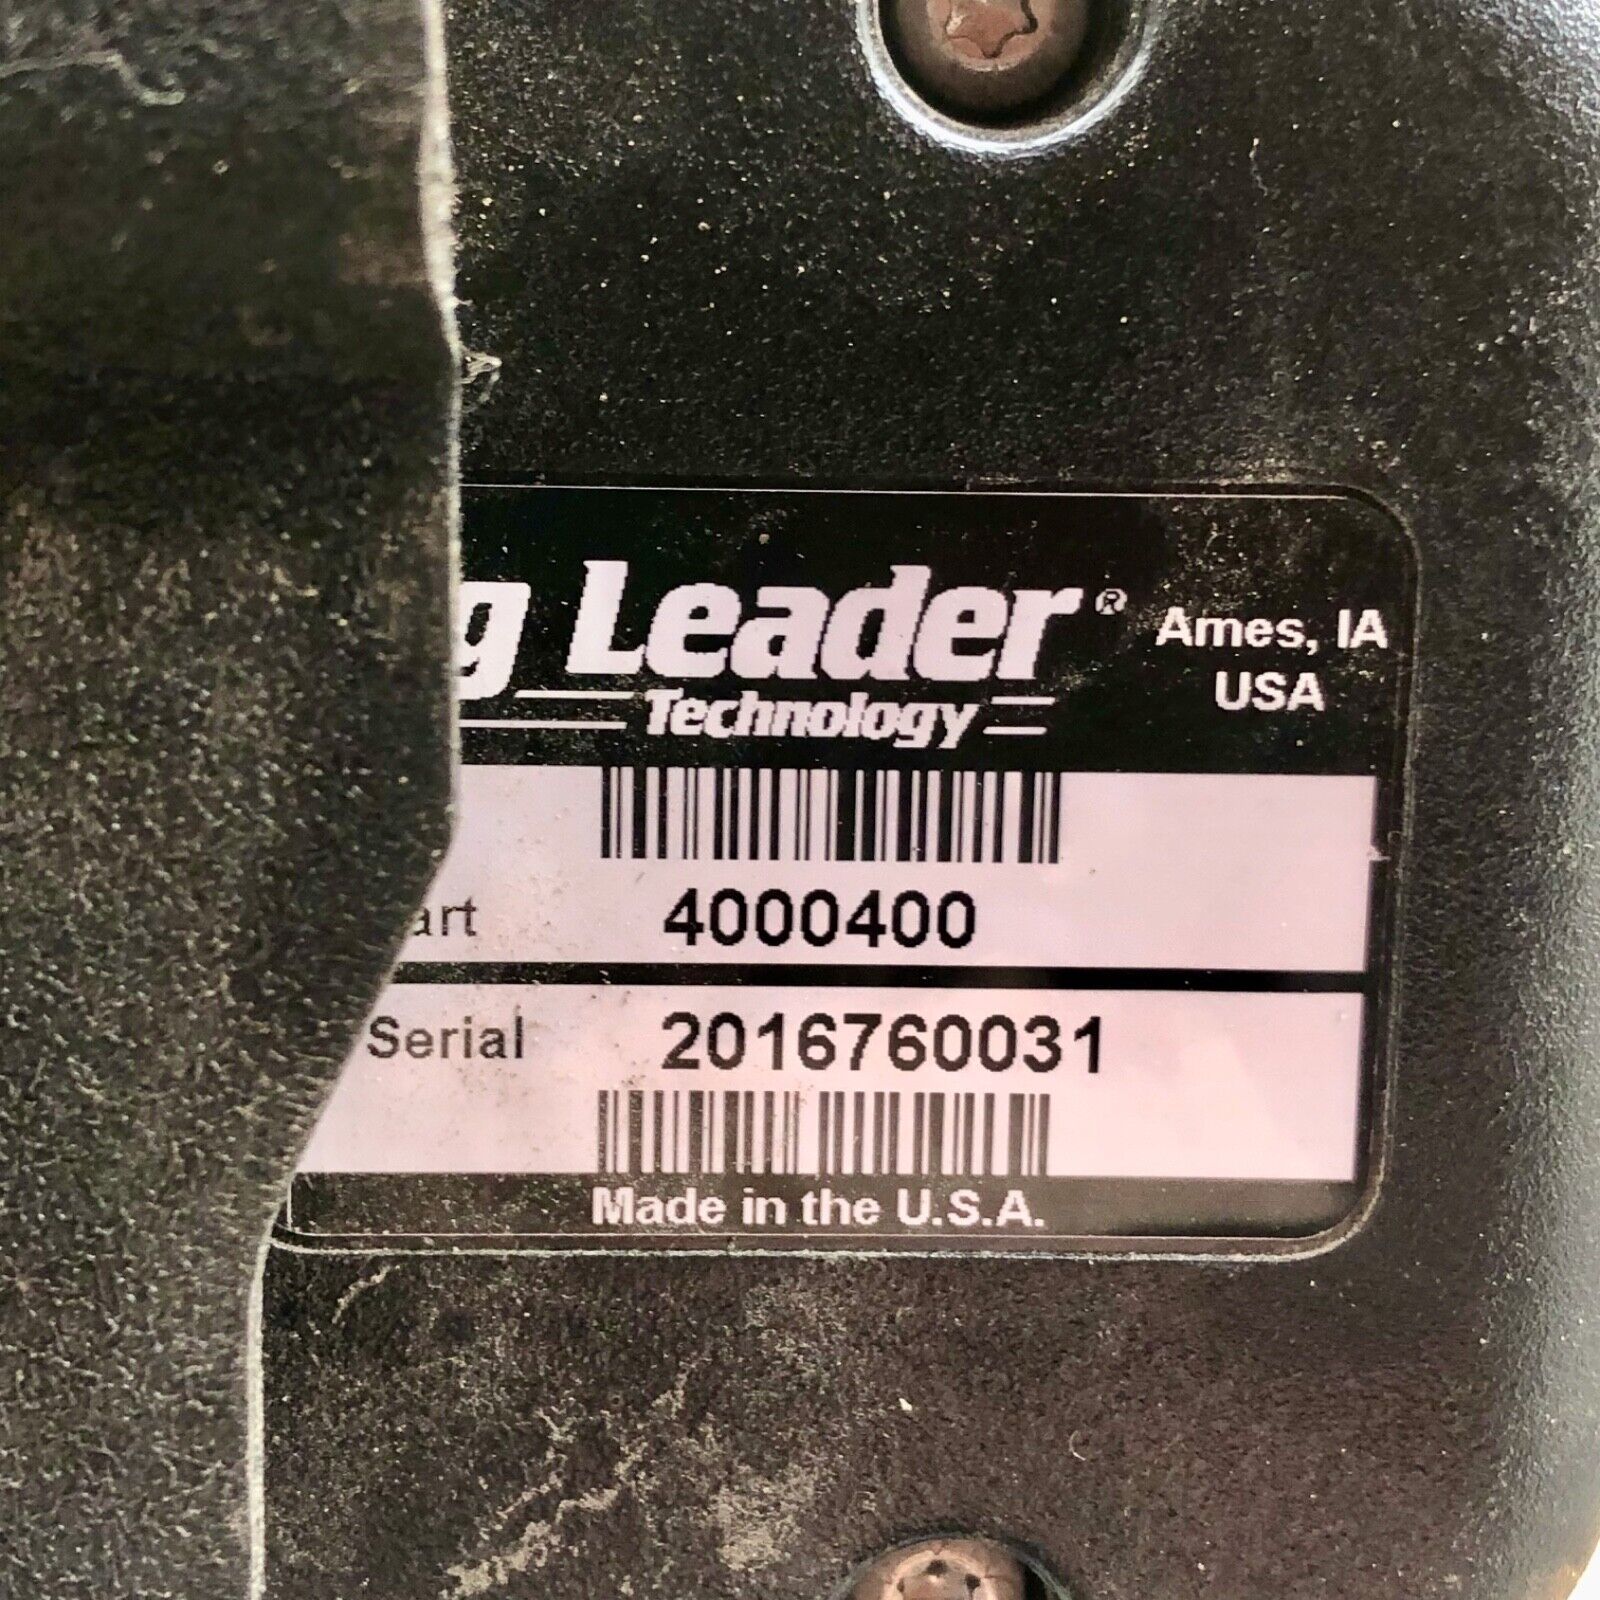 g Leader® Ames, IA
Technology USA
art 4000400
Serial 2016760031
Made in the U.S.A.